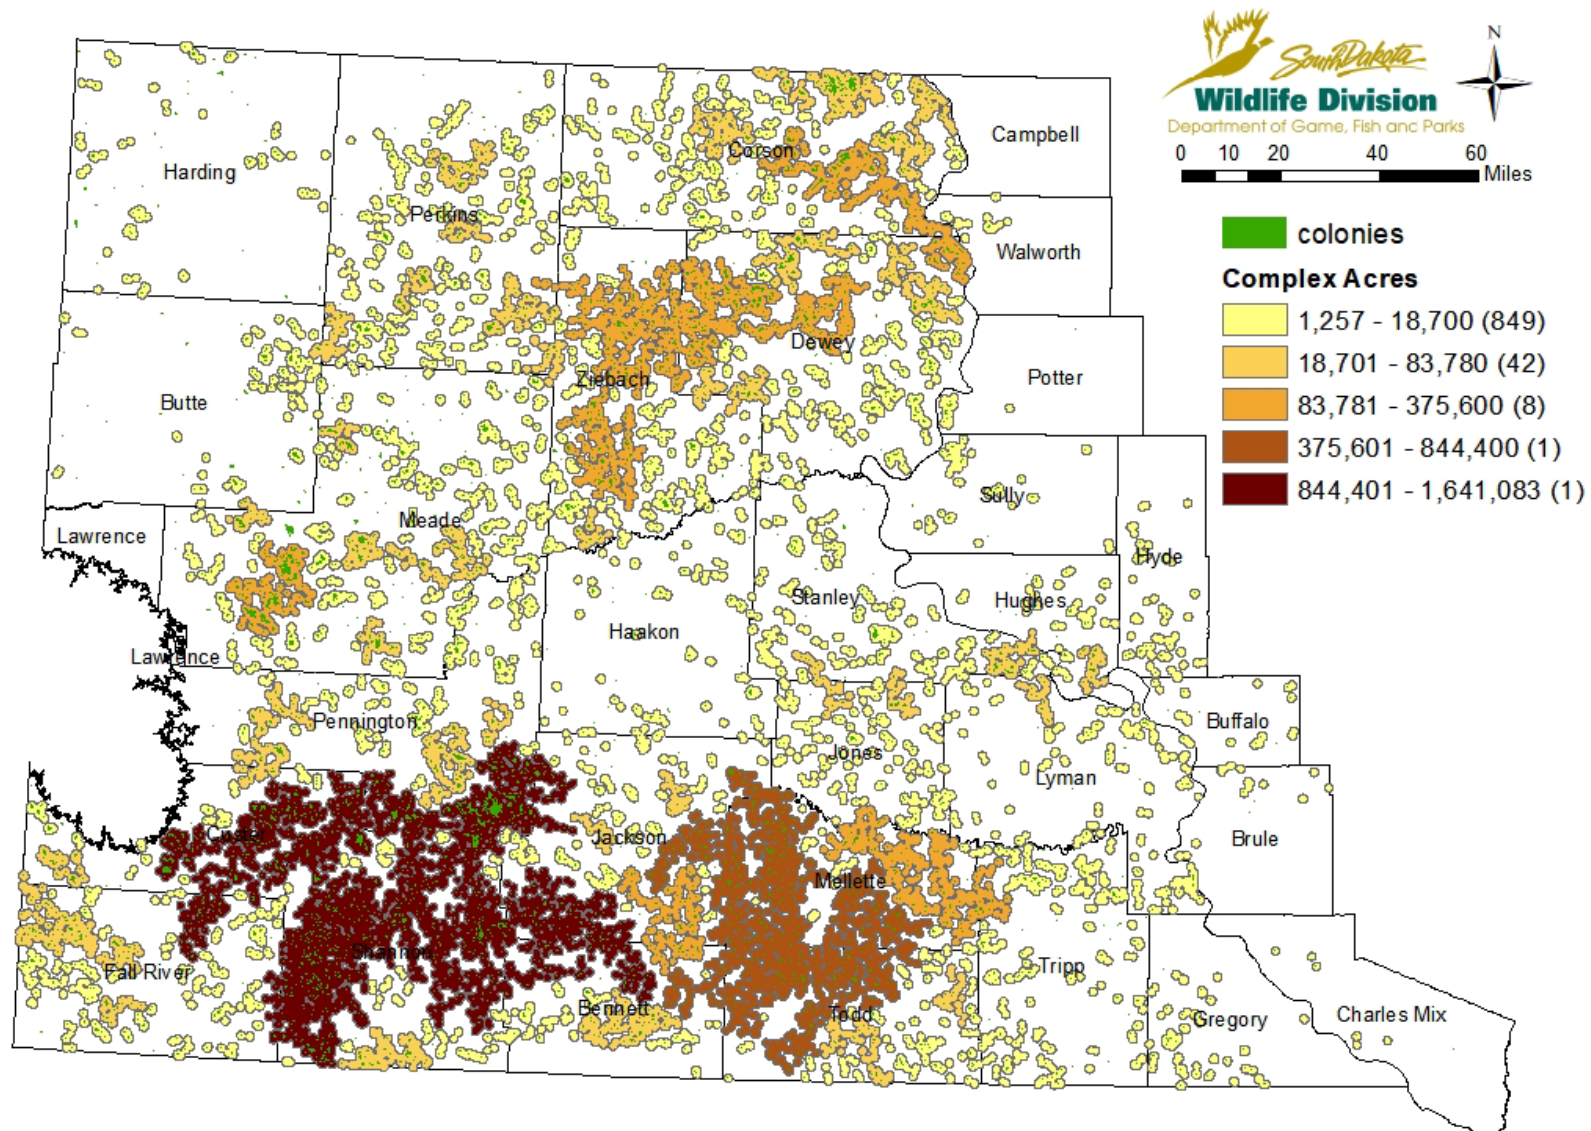 South Dakota
Wildlife Division
Department of Game, Fish and Parks
N
0 10 20 40 60
Miles
colonies
Complex Acres
1,257 - 18,700 (849)
18,701 - 83,780 (42)
83,781 - 375,600 (8)
375,601 - 844,400 (1)
844,401 - 1,641,083 (1)
Campbell
Corson
Harding
Perkins
Walworth
Dewey
Ziebach
Potter
Butte
Sully
Meade
Lawrence
Hyde
Stanley
Hughes
Haakon
Lawrence
Pennington
Buffalo
Jones
Lyman
Custer
Jackson
Brule
Mellette
Shannon
Fall River
Tripp
Bennett
Todd
Gregory
Charles Mix